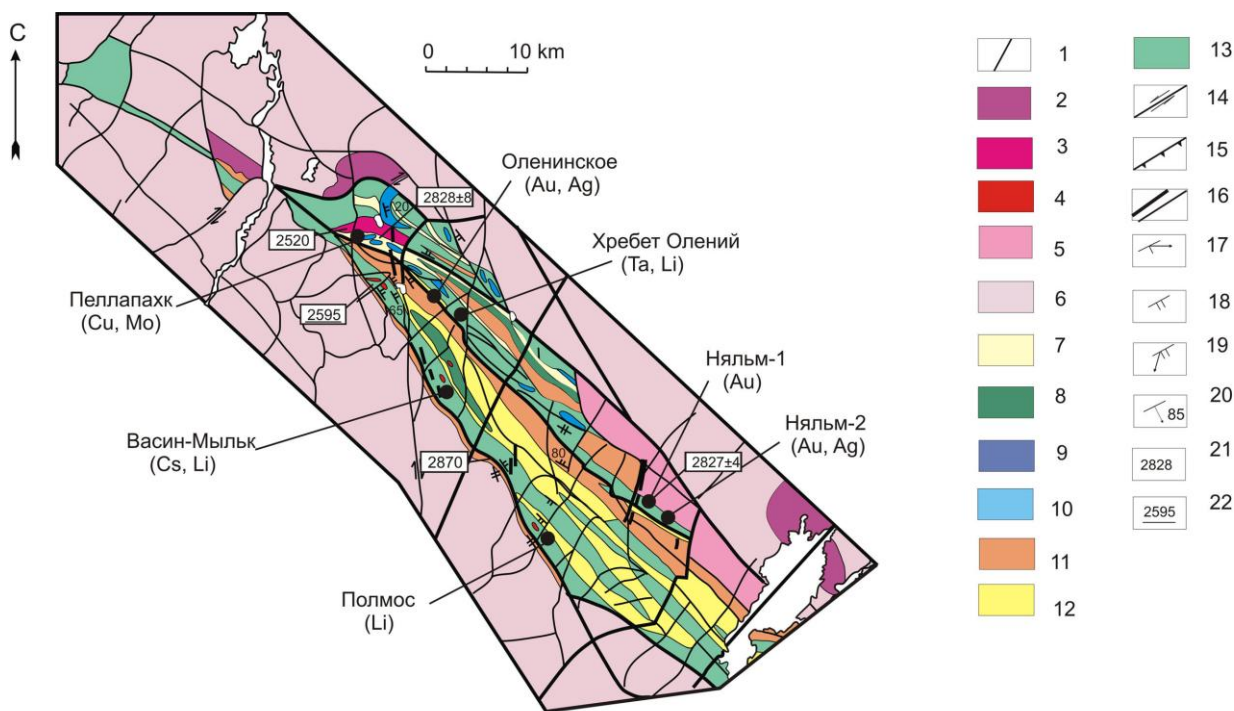 С
0 10 km
Оленинское
(Au, Ag)
2828±8
20
Хребет Олений
(Ta, Li)
2520
Пеллапахк
(Cu, Mo)
2595
65
Няльм-1
(Au)
Няльм-2
(Au, Ag)
Васин-Мыльк
(Cs, Li)
2870
80
2827±4
Полмос
(Li)
1
2
3
4
5
6
7
8
9
10
11
12
13
14
15
16
17
18
19
85 20
2828 21
2595 22